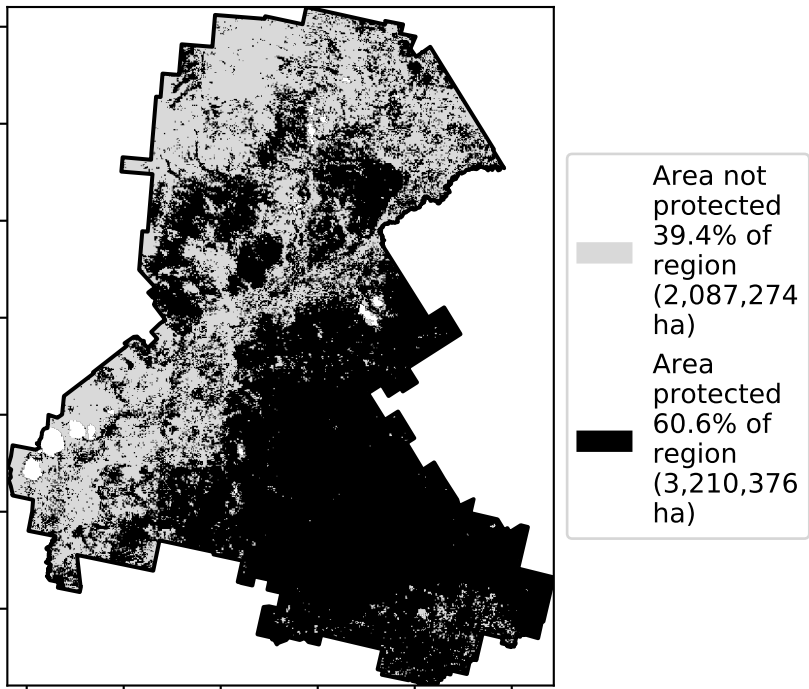 Area not
protected
39.4% of
region
(2,087,274
ha)
Area
protected
60.6% of
region
(3,210,376
ha)